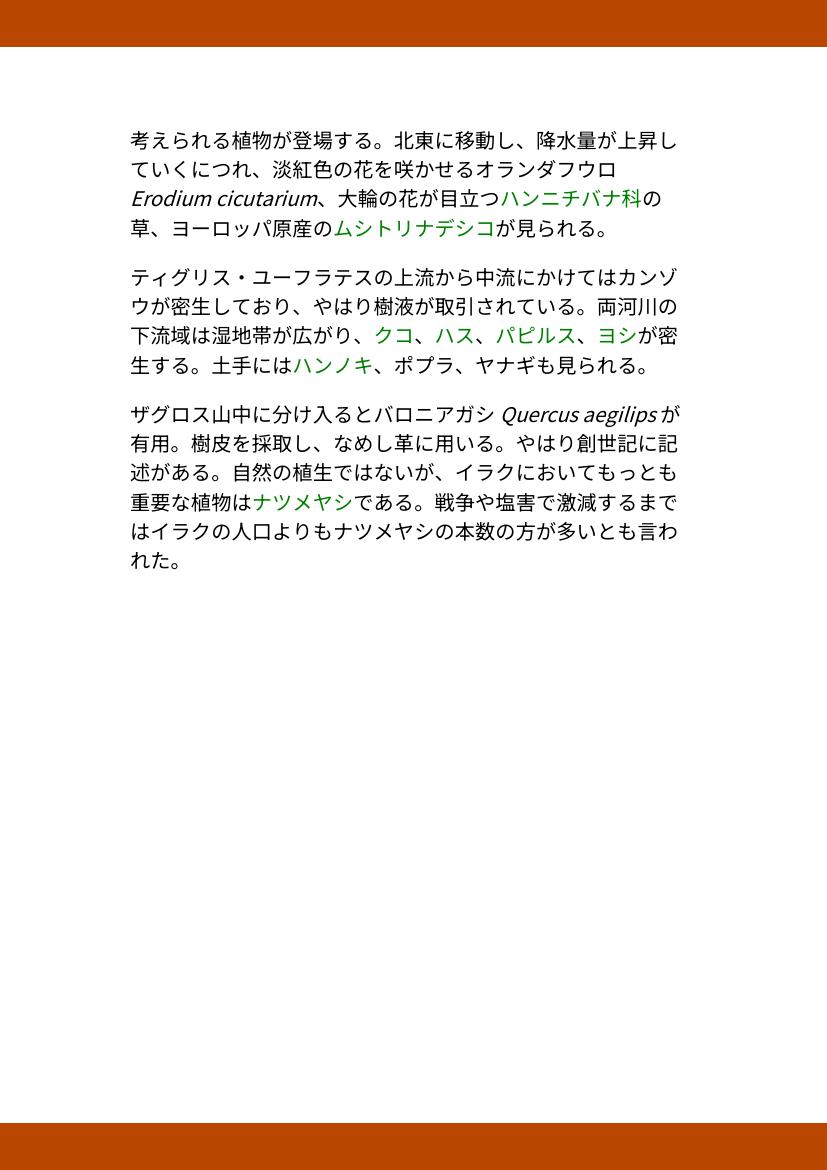 考えられる植物が登場する。北東に移動し、降水量が上昇し
ていくにつれ、淡紅色の花を咲かせるオランダフウロ
Erodium cicutarium、大輪の花が目立つハンニチバナ科の
草、ヨーロッパ原産のムシトリナデシコが見られる。
ティグリス・ユーフラテスの上流から中流にかけてはカンゾ
ウが密生しており、やはり樹液が取引されている。両河川の
下流域は湿地帯が広がり、クコ、ハス、パピルス、ヨシが密
生する。土手にはハンノキ、ポプラ、ヤナギも見られる。
ザグロス山中に分け入るとバロニアガシ Quercus aegilips が
有用。樹皮を採取し、なめし革に用いる。やはり創世記に記
述がある。自然の植生ではないが、イラクにおいてもっとも
重要な植物はナツメヤシである。戦争や塩害で激減するまで
はイラクの人口よりもナツメヤシの本数の方が多いとも言わ
れた。